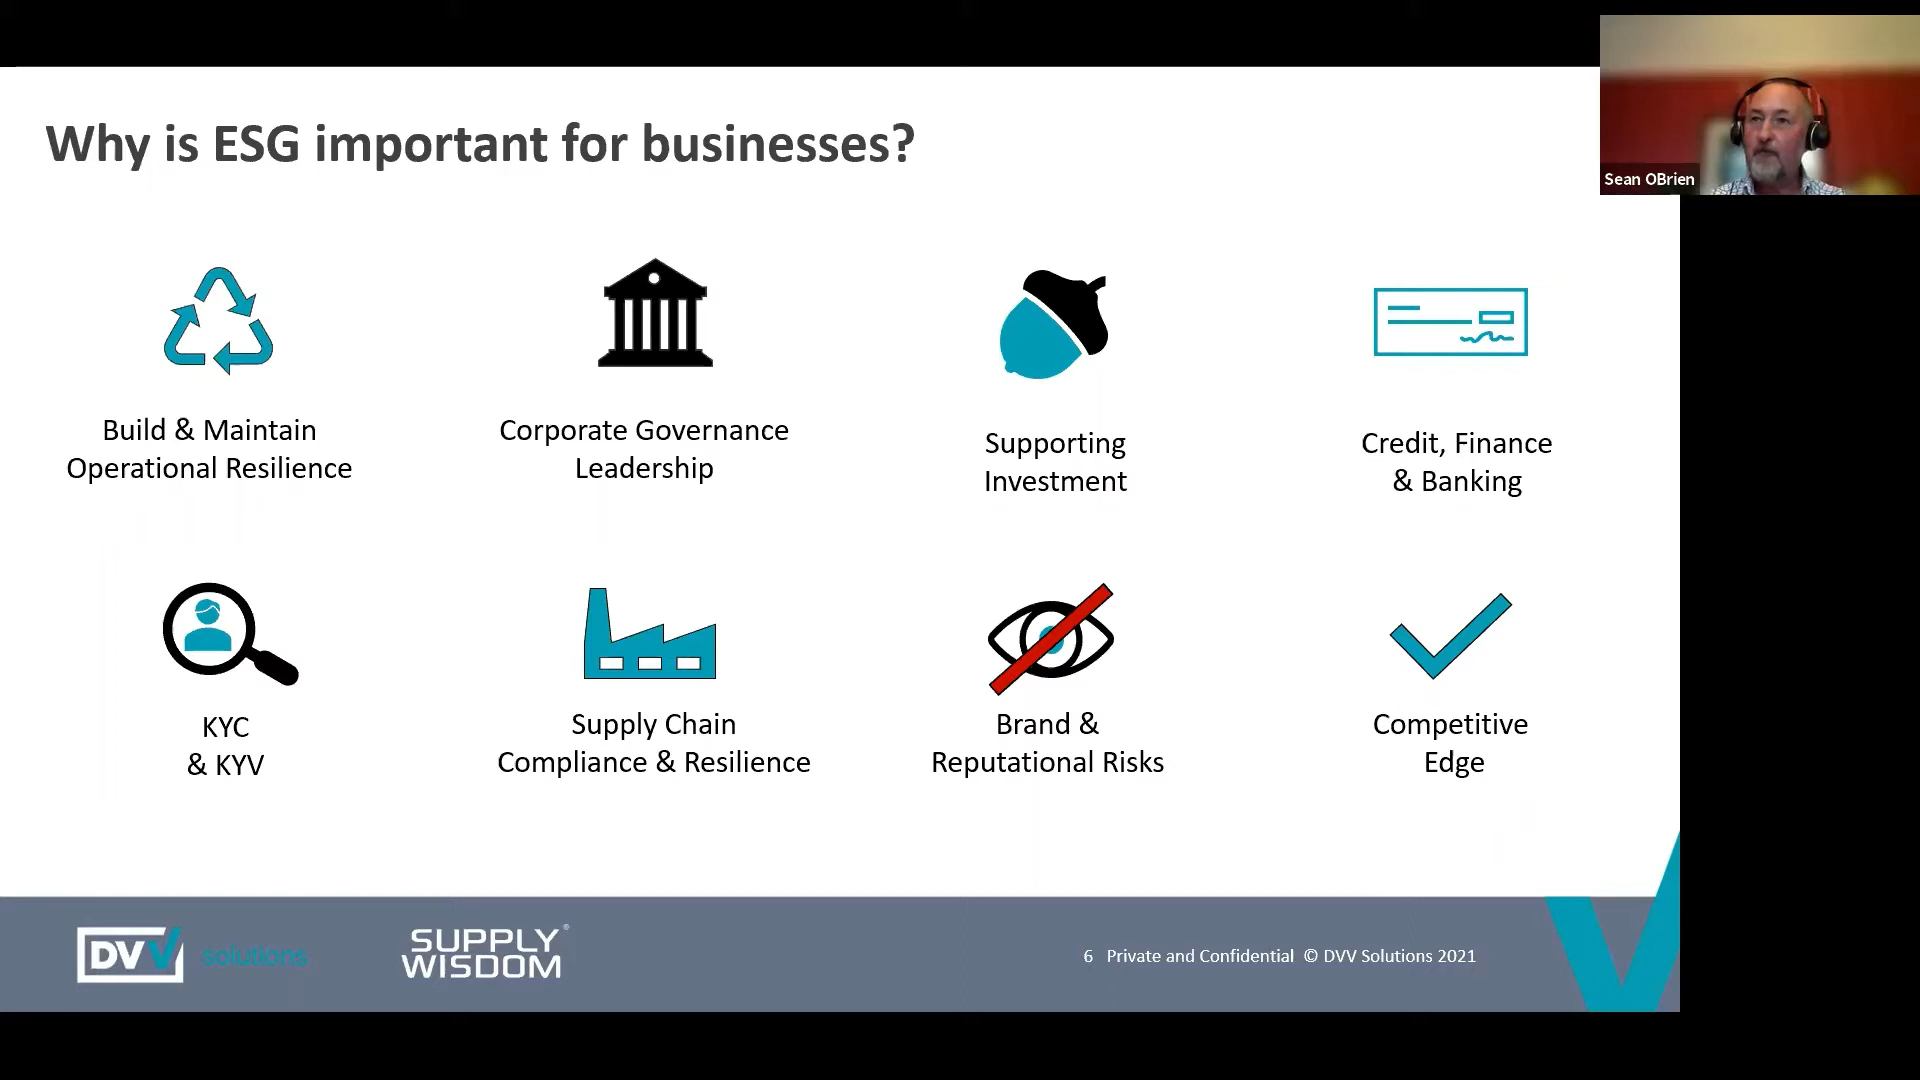 Why is ESG important for businesses?
Sean OBrien
Build & Maintain
Operational Resilience
Corporate Governance
Leadership
Supporting
Investment
Credit, Finance
& Banking
KYC
& KYV
Supply Chain
Compliance & Resilience
Brand &
Reputational Risks
Competitive
Edge
DVV solutions
SUPPLY
WISDOM®
6 Private and Confidential © DVV Solutions 2021